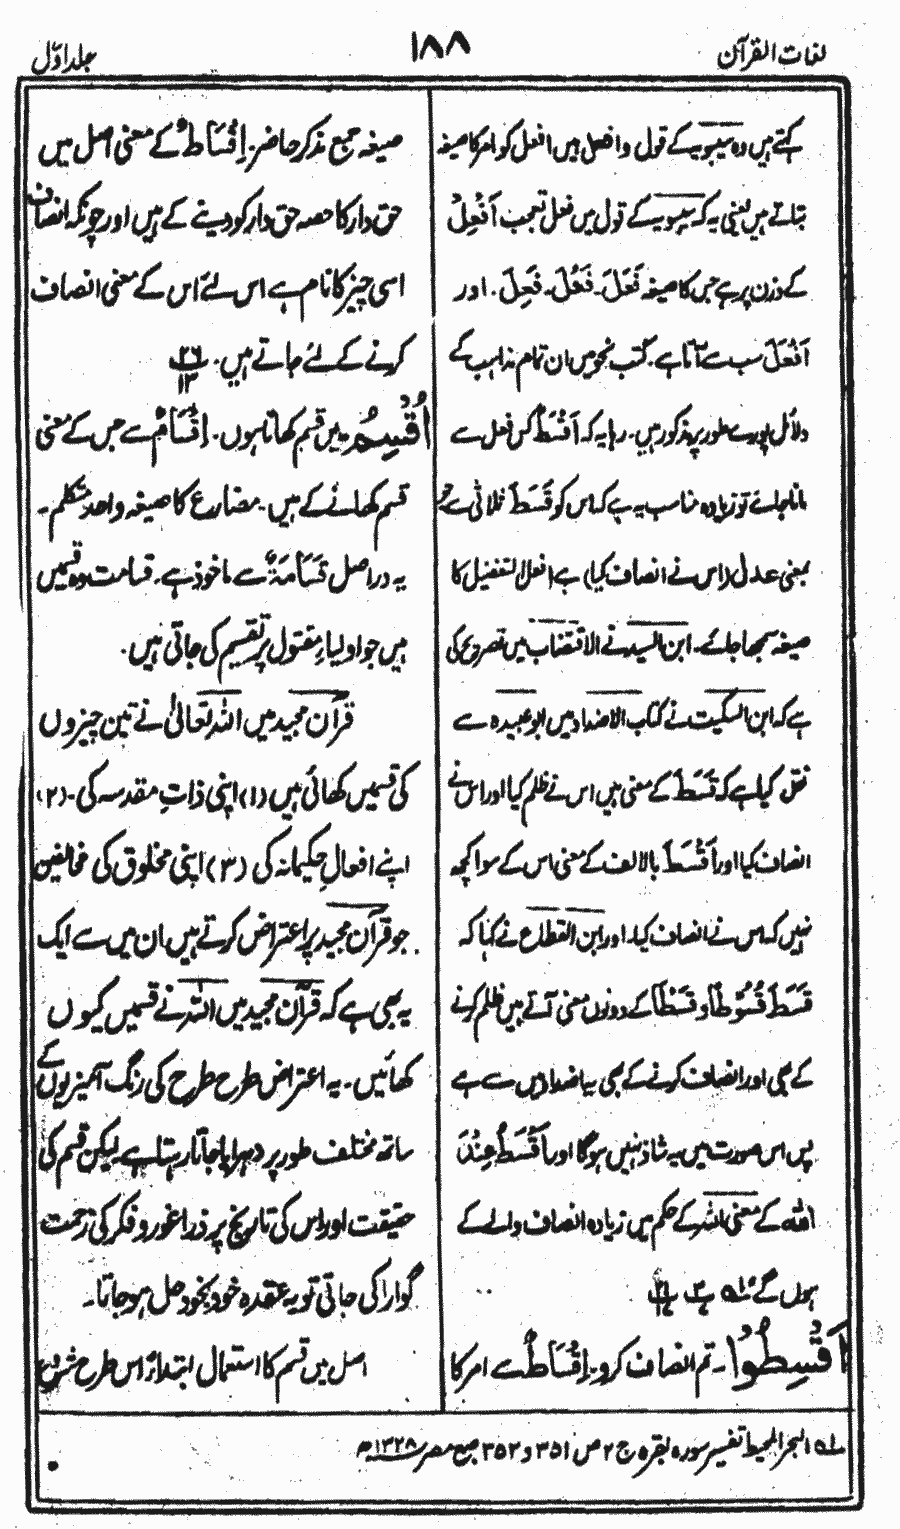 لغات القرآن
۱۸۸
جلد اوّل
کہتے ہیں وہ سیبویہ کے قول و افعل ہیں افعل کو امر کا صیغہ
بتاتے ہیں یعنی یہ کہ سیبویہ کے قول میں فعل تعجب اَفْعِلْ
کے وزن پر ہے جس کا صیغہ فَعَلَ۔ فَعُلَ۔ فَعِلَ۔ اور
اَفْعَلَ سب سے آتا ہے۔ کتب نحو میں ان تمام مذاہب کے
دلائل پورے طور پر مذکور ہیں۔ رہا یہ کہ اَقْسَطُ کس فعل سے
مانا جائے تو زیادہ مناسب یہ ہے کہ اس کو قَسَطَ ثلاثی سے جو
بمعنی عدل (اس نے انصاف کیا) ہے افعل التفضیل کا
صیغہ سمجھا جائے۔ ابن السید نے الاقتضاب میں تصریح کی
ہے کہ ابن السکیت نے کتاب الاضداد میں ابو عبیدہ سے
نقل کیا ہے کہ قَسَطَ کے معنی ہیں اس نے ظلم کیا اور اس نے
انصاف کیا اور اَقْسَطَ بالالف کے معنی اس کے سوا کچھ
نہیں کہ اس نے انصاف کیا۔ اور ابن القطاع نے کہا کہ
قَسَطَ قُسُوْطًا و قَسْطًا کے دونوں معنی آتے ہیں ظلم کرنے
کے بھی اور انصاف کرنے کے بھی یہ اضداد میں سے ہے
پس اس صورت میں یہ شاذ نہیں ہوگا اور اَقْسَطُ عِنْدَ
اللّٰہ کے معنی اللہ کے حکم میں زیادہ انصاف والے کے
ہوں گے
اَقْسِطُوْا۔ تم انصاف کرو۔ اِقْسَاطٌ سے امر کا
صیغہ جمع مذکر حاضر۔ اِقْسَاطٌ کے معنی اصل میں
حق دار کا حصہ حق دار کو دینے کے ہیں اور چونکہ انصاف
اسی چیز کا نام ہے اس لئے اس کے معنی انصاف
کرنے کے لئے جاتے ہیں۔ ۲۶/۱۳
اُقْسِمُ۔ میں قسم کھاتا ہوں۔ اِقْسَامٌ سے جس کے معنی
قسم کھانے کے ہیں۔ مضارع کا صیغہ واحد متکلم۔
یہ دراصل قَسَامَۃٌ سے ماخوذ ہے۔ قسامت وہ قسمیں
ہیں جو اولیاءِ مقتول پر تقسیم کی جاتی ہیں۔
قرآن مجید میں اللہ تعالیٰ نے تین چیزوں
کی قسمیں کھائی ہیں (۱) اپنی ذاتِ مقدسہ کی۔ (۲)
اپنے افعالِ حکیمانہ کی (۳) اپنی مخلوق کی مخالفین
جو قرآن مجید پر اعتراض کرتے ہیں ان میں سے ایک
یہ بھی ہے کہ قرآن مجید میں اللہ نے قسمیں کیوں
کھائیں۔ یہ اعتراض طرح طرح کی رنگ آمیزیوں کے
ساتھ مختلف طور پر دہرایا جاتا رہتا ہے لیکن قسم کی
حقیقت اور اس کی تاریخ پر ذرا غور و فکر کی زحمت
گوارا کی جاتی تو یہ عقدہ خود بخود حل ہو جاتا۔
اصل میں قسم کا استعمال ابتداءً اس طرح شروع
۱۵۱ البحر المحیط تفسیر سورہ بقرہ ج ۲ ص ۳۵۱ و ۳۵۲ طبع مصر ۱۳۲۸ھ